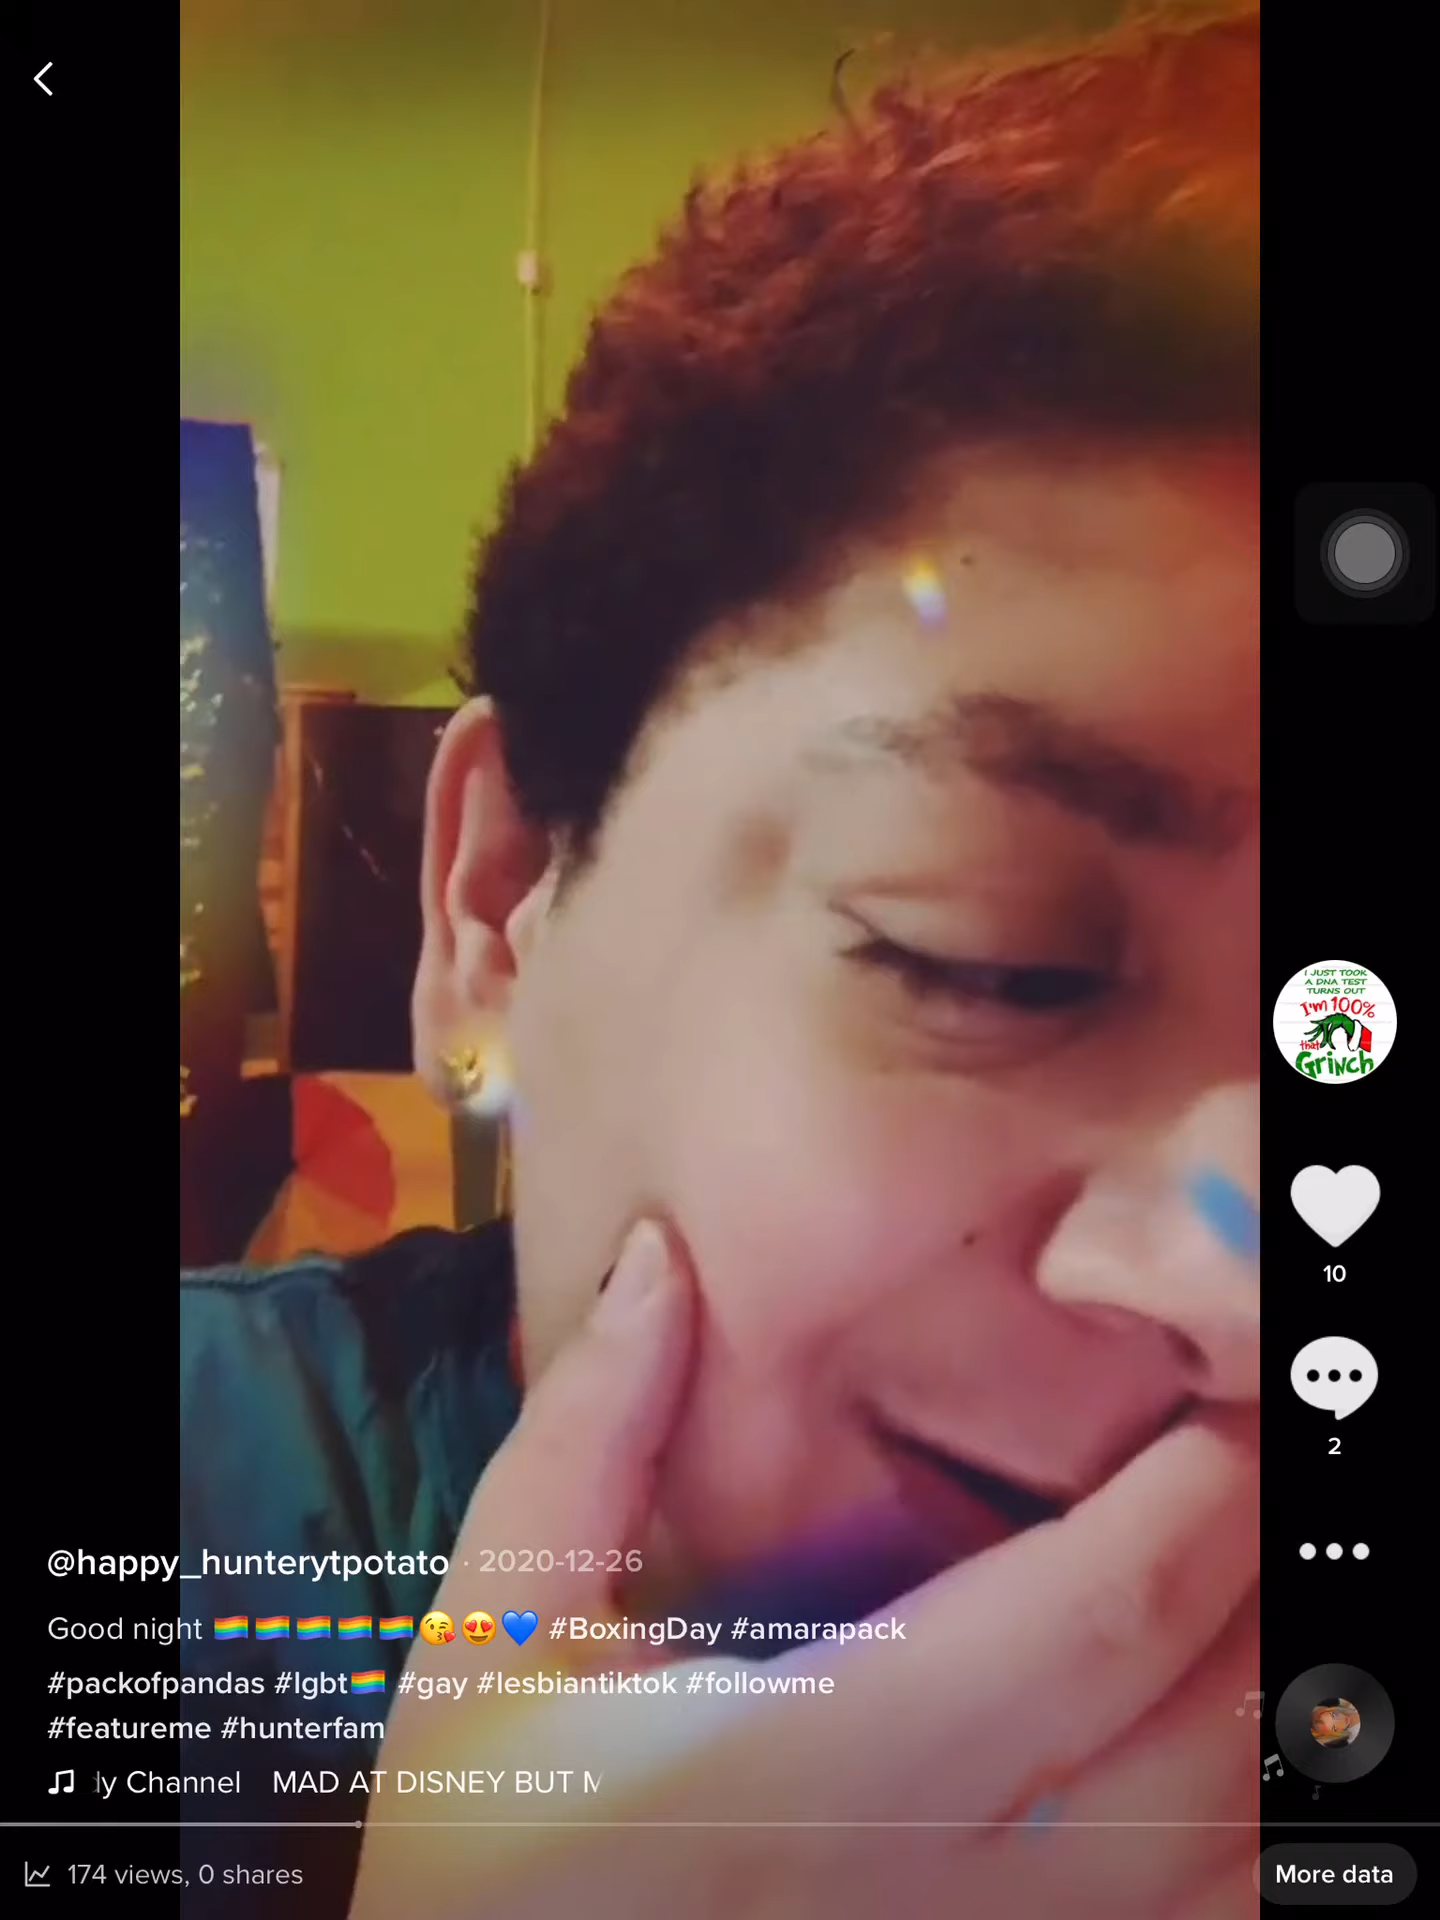 I JUST TOOK
A DNA TEST
TURNS OUT
I'm 100%
that
GRINCH
10
2
@happy_hunterytpotato · 2020-12-26
Good night 🏳️‍🌈🏳️‍🌈🏳️‍🌈🏳️‍🌈🏳️‍🌈😘😍💙 #BoxingDay #amarapack
#packofpandas #lgbt🏳️‍🌈 #gay #lesbiantiktok #followme
#featureme #hunterfam
ly Channel MAD AT DISNEY BUT M
174 views, 0 shares
More data